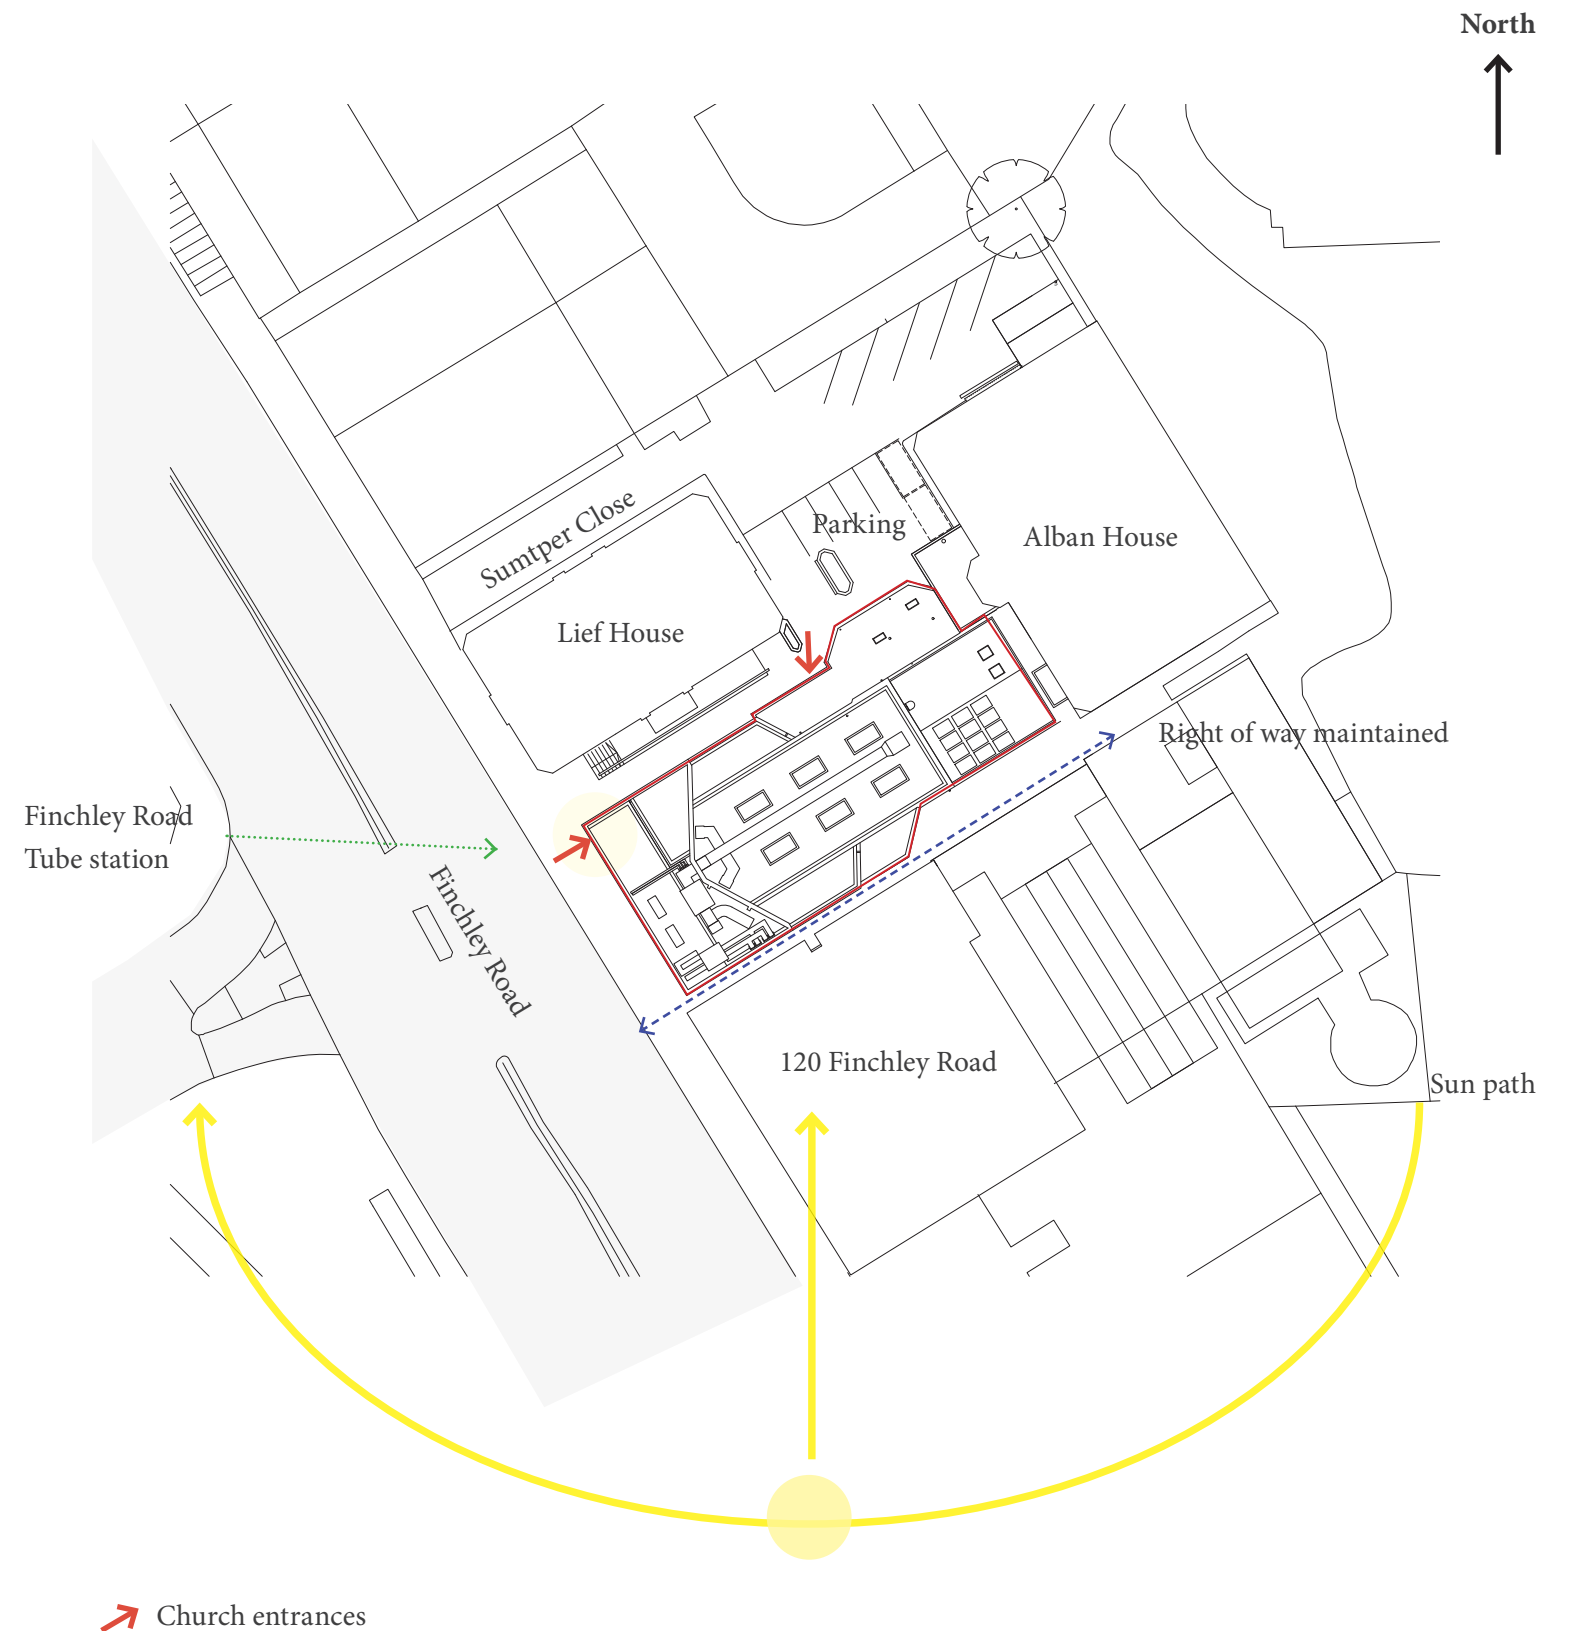 North
Sumtper Close
Parking
Alban House
Lief House
Right of way maintained
Finchley Road
Tube station
Finchley Road
120 Finchley Road
Sun path
Church entrances